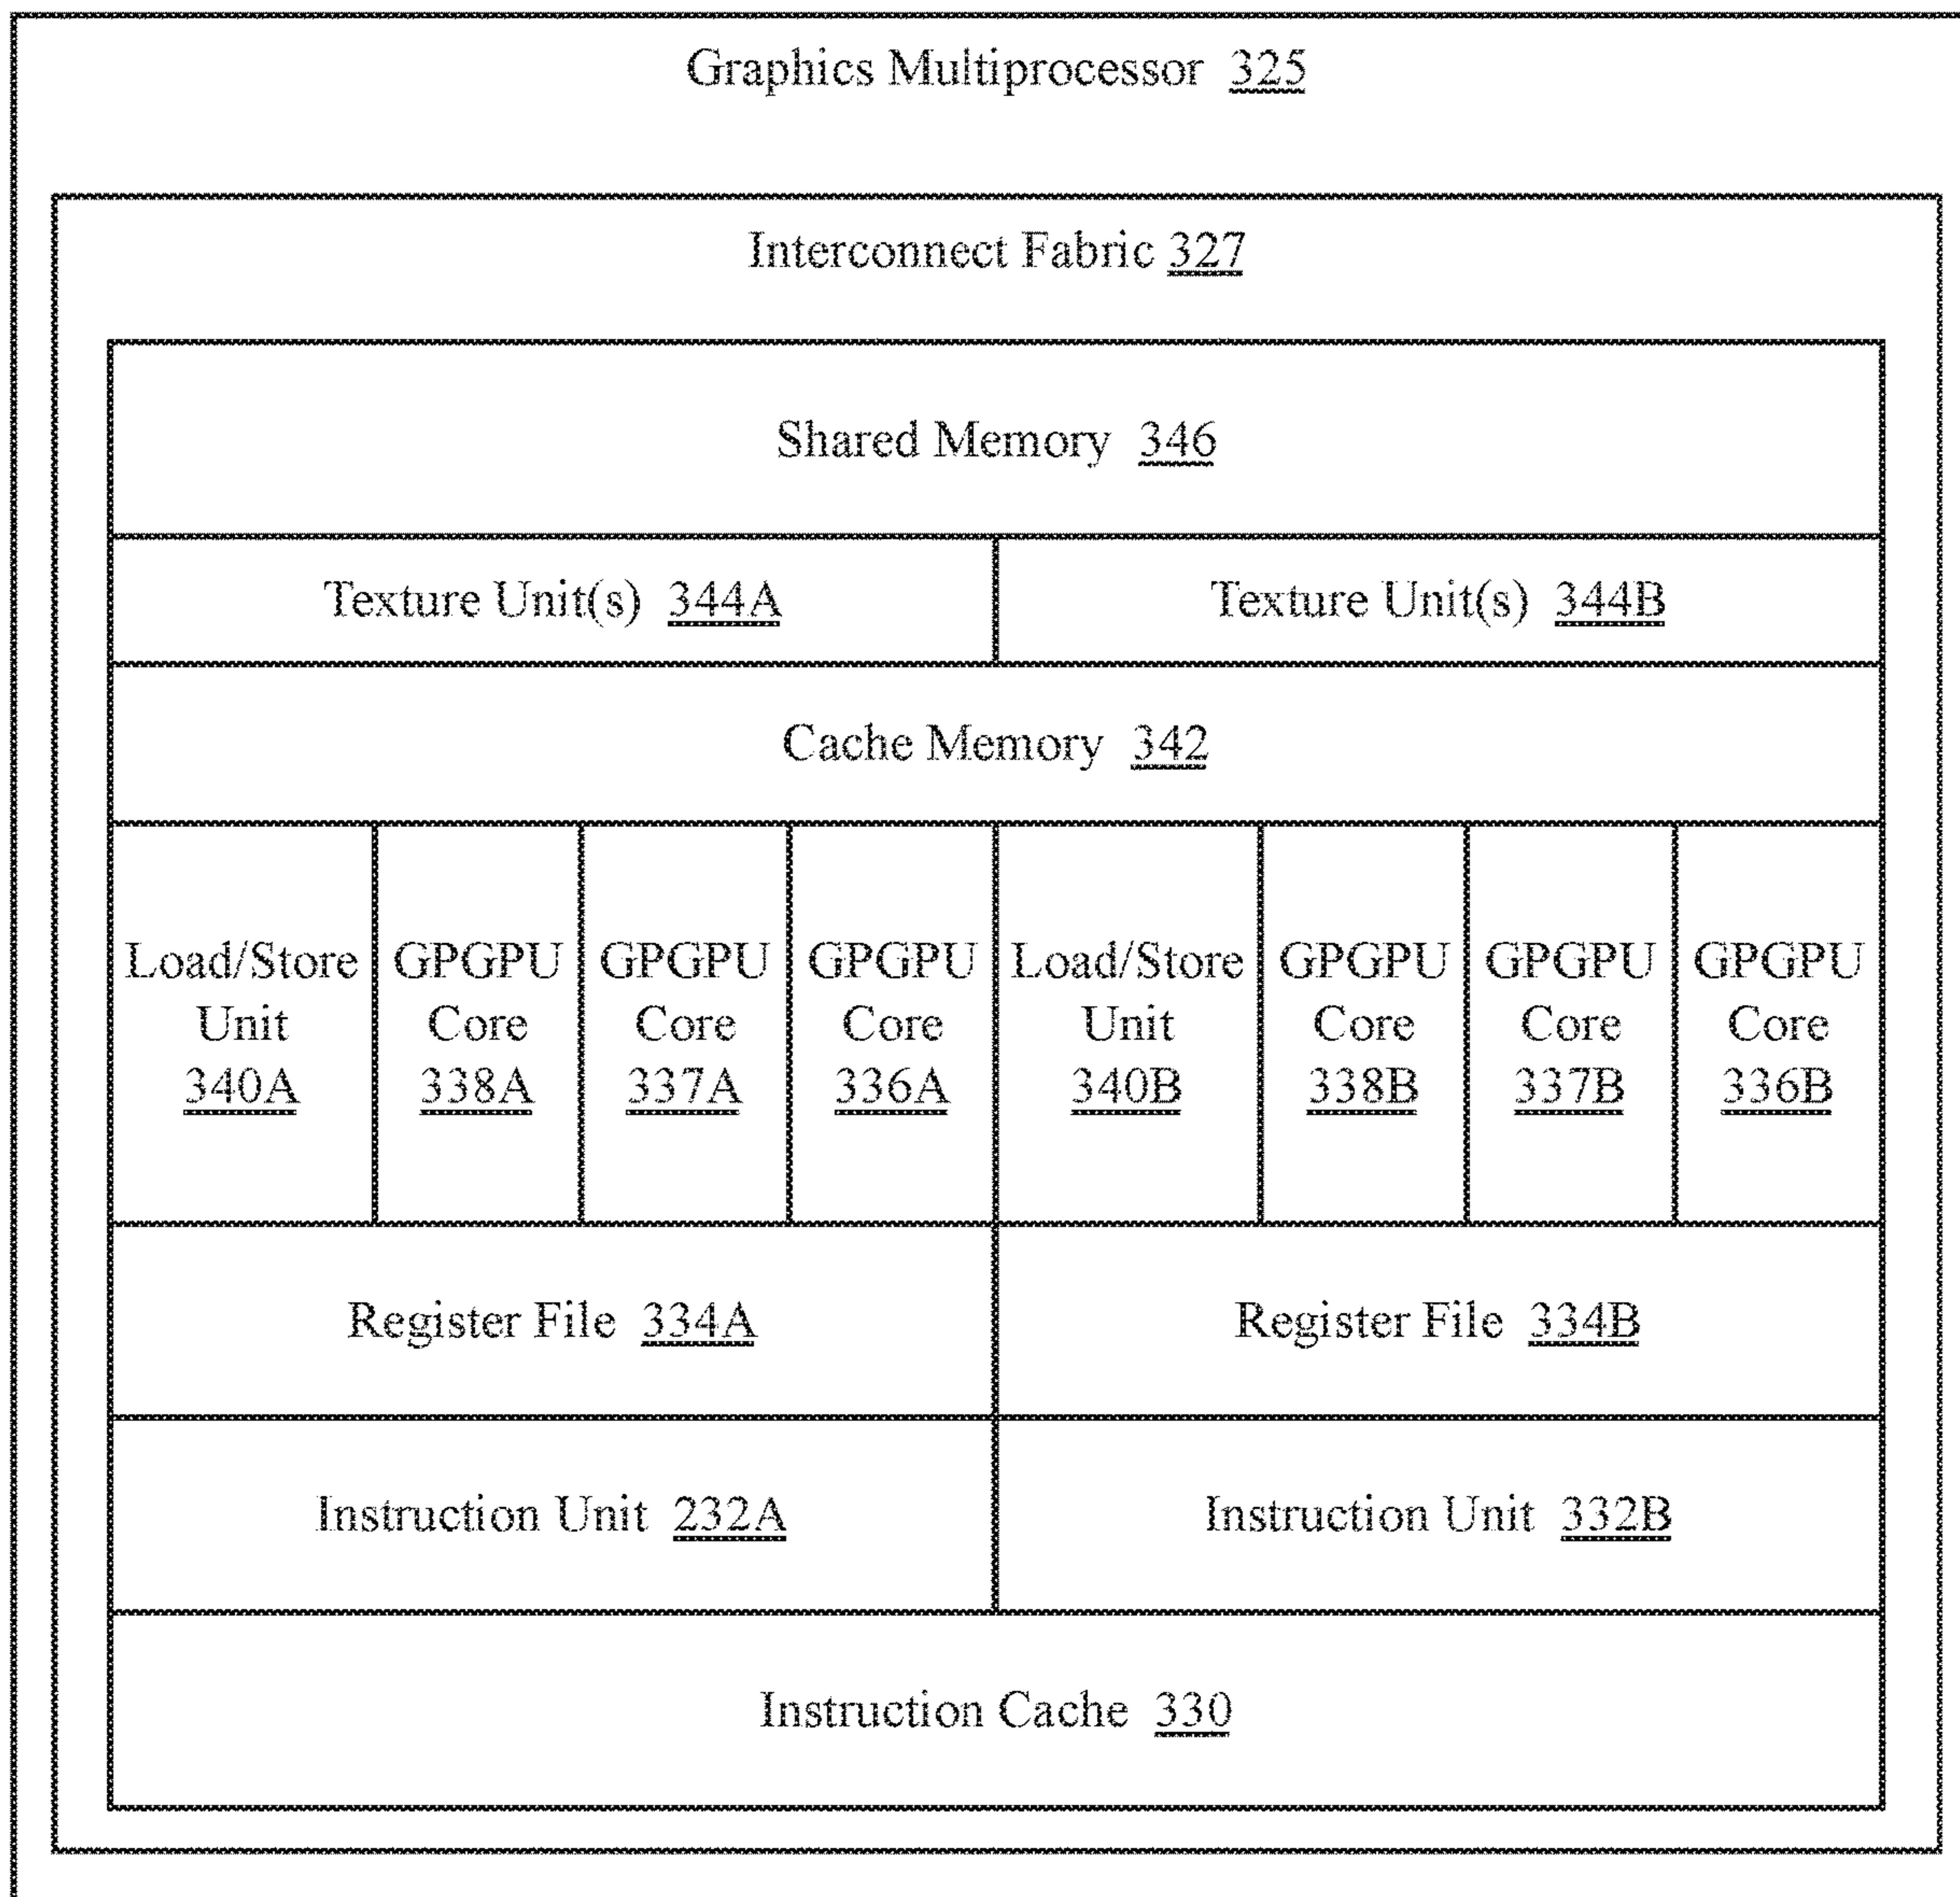 Graphics Multiprocessor 325
Interconnect Fabric 327
Shared Memory 346
Texture Unit(s) 344A
Texture Unit(s) 344B
Cache Memory 342
Load/Store
Unit
340A
GPGPU
Core
338A
GPGPU
Core
337A
GPGPU
Core
336A
Load/Store
Unit
340B
GPGPU
Core
338B
GPGPU
Core
337B
GPGPU
Core
336B
Register File 334A
Register File 334B
Instruction Unit 232A
Instruction Unit 332B
Instruction Cache 330